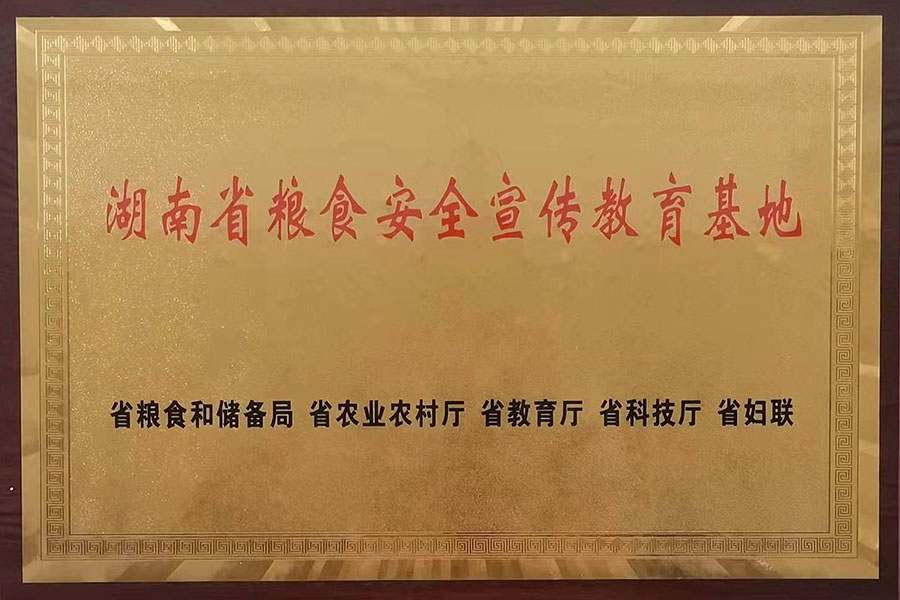 湖南省粮食安全宣传教育基地
省粮食和储备局 省农业农村厅 省教育厅 省科技厅 省妇联